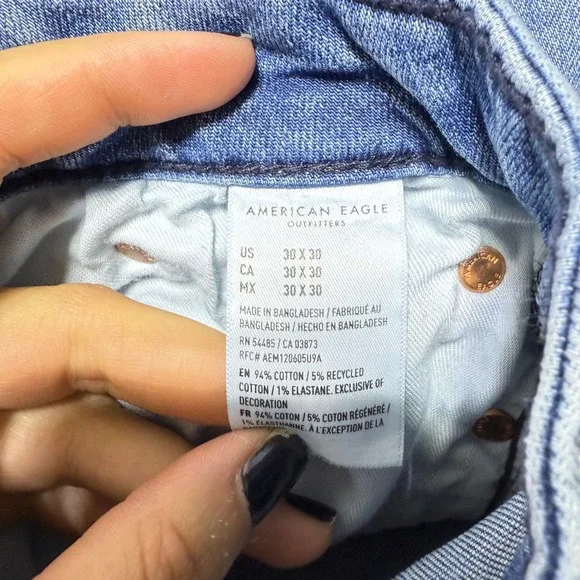 AMERICAN EAGLE
OUTFITTERS
US 30 X 30
CA 30 X 30
MX 30 X 30
MADE IN BANGLADESH / FABRIQUÉ AU
BANGLADESH / HECHO EN BANGLADESH
RN 54485 / CA 03873
RFC# AEM120605U9A
EN 94% COTTON / 5% RECYCLED
COTTON / 1% ELASTANE. EXCLUSIVE OF
DECORATION
FR 94% COTON / 5% COTON RÉGÉNÉRÉ /
1% ÉLASTHANNE. À L'EXCEPTION DE LA
AMERICAN
EAGLE